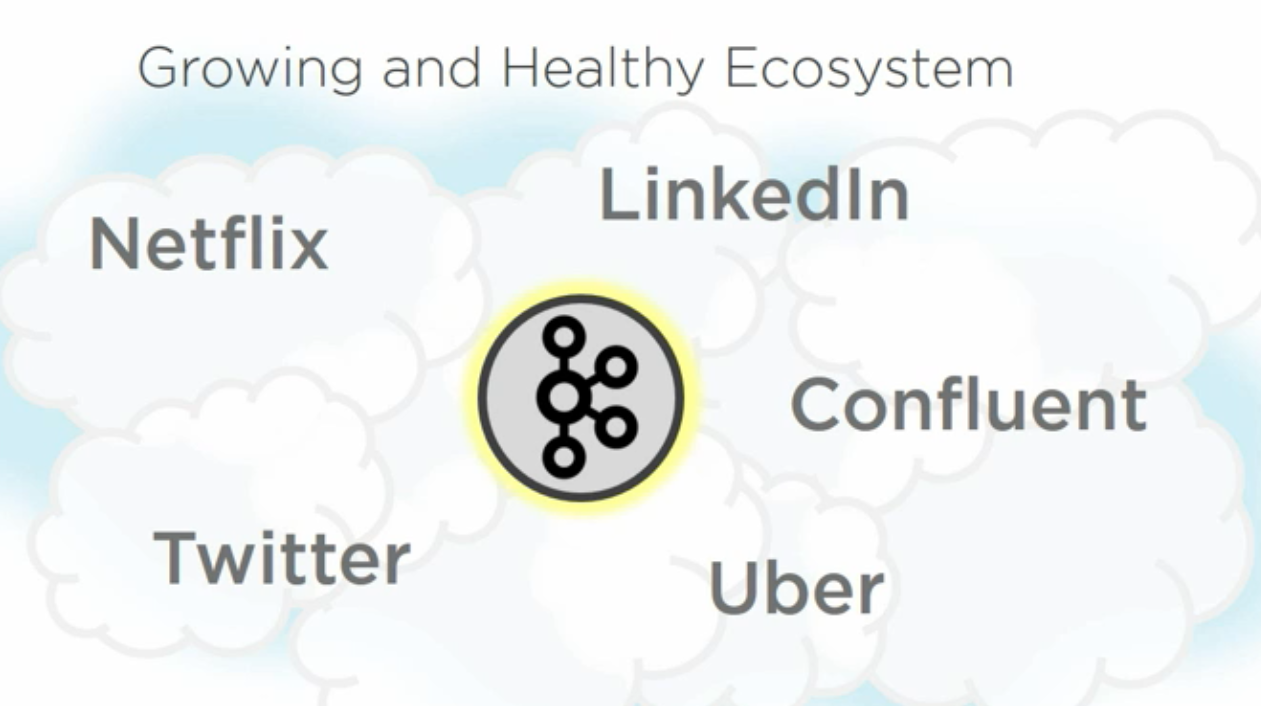 Growing and Healthy Ecosystem
LinkedIn
Netflix
Confluent
Twitter
Uber